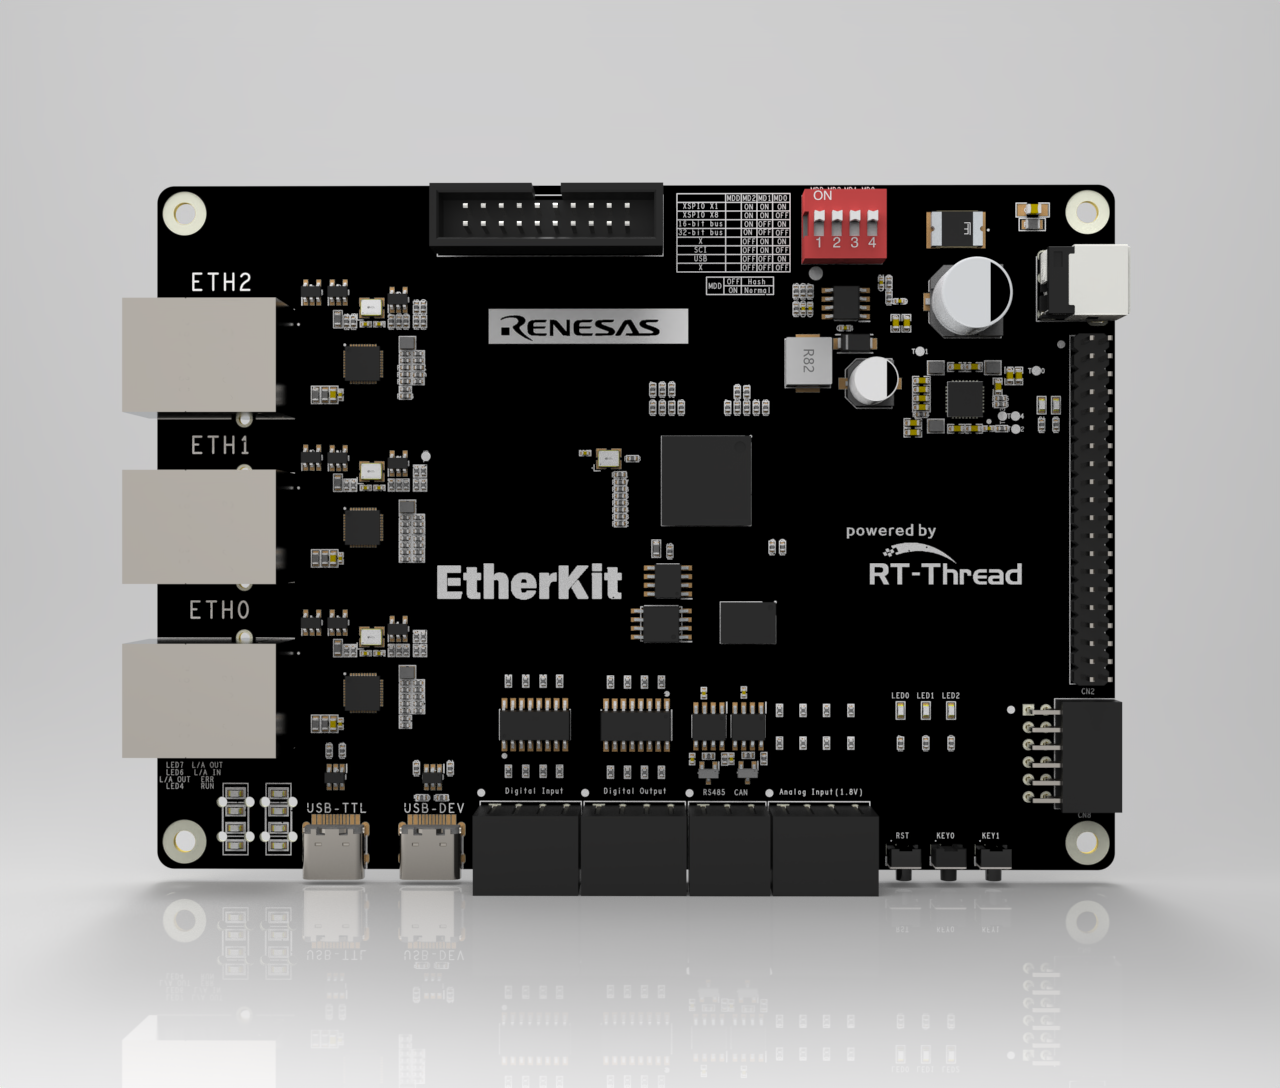 MDD MD2 MD1 MD0
XSPI0 X1 ON ON ON
XSPI0 X8 ON ON OFF
16-bit bus ON OFF ON
32-bit bus ON OFF OFF
X OFF ON ON
SCI OFF ON OFF
USB OFF OFF ON
X OFF OFF OFF
MDD OFF Hash
ON Normal
ON
1 2 3 4
ETH2
RENESAS
R82
ETH1
powered by
RT-Thread
EtherKit
ETH0
CN2
LED0 LED1 LED2
LED7 L/A OUT
LED6 L/A IN
L/A OUT ERR
LED4 RUN
USB-TTL
USB-DEV
Digital Input
Digital Output
RS485 CAN
Analog Input(1.8V)
RST
KEY0
KEY1